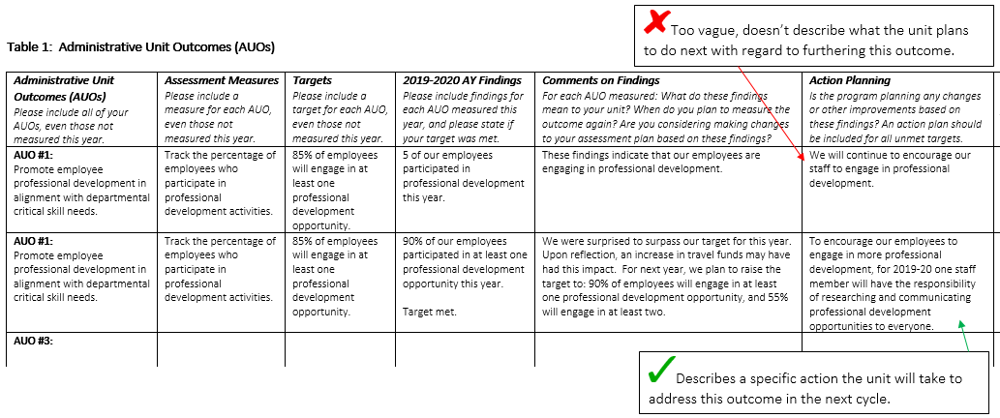 Too vague, doesn't describe what the unit plans
to do next with regard to furthering this outcome.
Table 1:  Administrative Unit Outcomes (AUOs)
Administrative Unit
Outcomes (AUOs)
Please include all of your
AUOs, even those not
measured this year.
Assessment Measures
Please include a
measure for each AUO,
even those not
measured this year.
Targets
Please include a
target for each AUO,
even those not
measured this year.
2019-2020 AY Findings
Please include findings for
each AUO measured this
year, and please state if
your target was met.
Comments on Findings
For each AUO measured: What do these findings
mean to your unit? When do you plan to measure the
outcome again? Are you considering making changes
to your assessment plan based on these findings?
Action Planning
Is the program planning any changes
or other improvements based on
these findings? An action plan should
be included for all unmet targets.
AUO #1:
Promote employee
professional development in
alignment with departmental
critical skill needs.
Track the percentage of
employees who
participate in
professional
development activities.
85% of employees
will engage in at
least one
professional
development
opportunity.
5 of our employees
participated in
professional development
this year.
These findings indicate that our employees are
engaging in professional development.
We will continue to encourage our
staff to engage in professional
development.
AUO #1:
Promote employee
professional development in
alignment with departmental
critical skill needs.
Track the percentage of
employees who
participate in
professional
development activities.
85% of employees
will engage in at
least one
professional
development
opportunity.
90% of our employees
participated in at least one
professional development
opportunity this year.
Target met.
We were surprised to surpass our target for this year.
Upon reflection, an increase in travel funds may have
had this impact.  For next year, we plan to raise the
target to: 90% of employees will engage in at least
one professional development opportunity, and 55%
will engage in at least two.
To encourage our employees to
engage in more professional
development, for 2019-20 one staff
member will have the responsibility
of researching and communicating
professional development
opportunities to everyone.
AUO #3:
Describes a specific action the unit will take to
address this outcome in the next cycle.